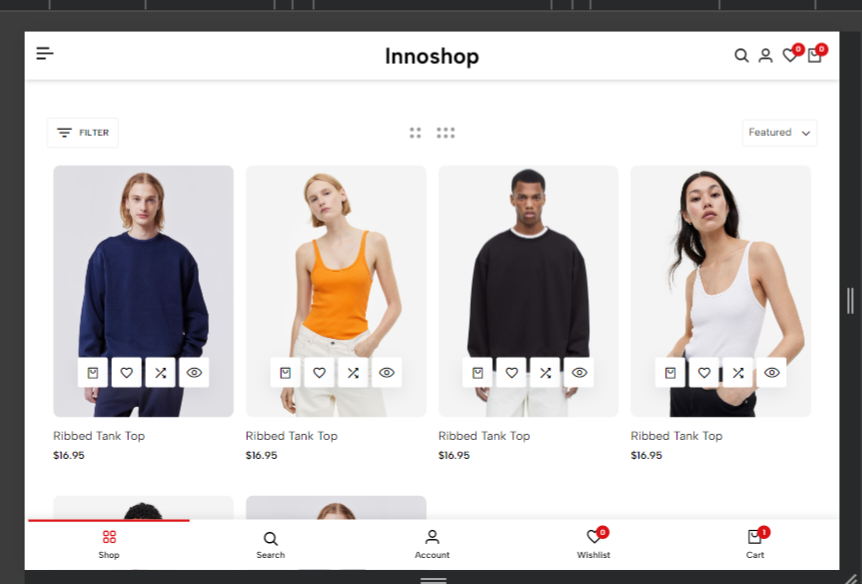 Innoshop
0
0
FILTER
Featured
Ribbed Tank Top
$16.95
Ribbed Tank Top
$16.95
Ribbed Tank Top
$16.95
Ribbed Tank Top
$16.95
0
1
Shop
Search
Account
Wishlist
Cart